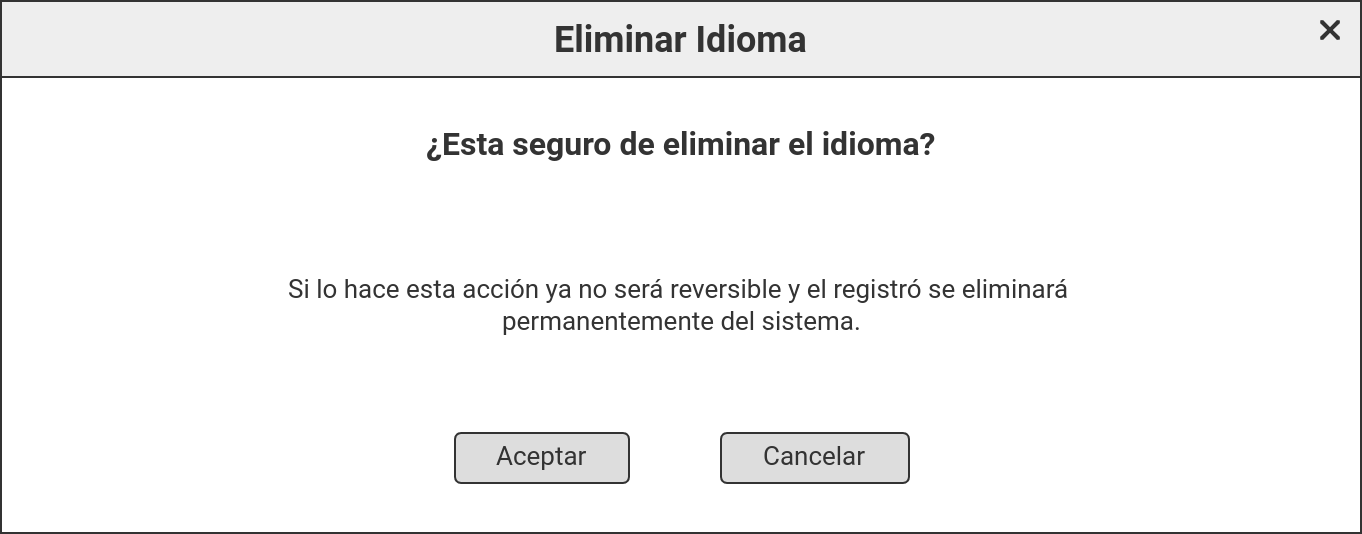 Eliminar Idioma
¿Esta seguro de eliminar el idioma?
Si lo hace esta acción ya no será reversible y el registró se eliminará
permanentemente del sistema.
Aceptar
Cancelar